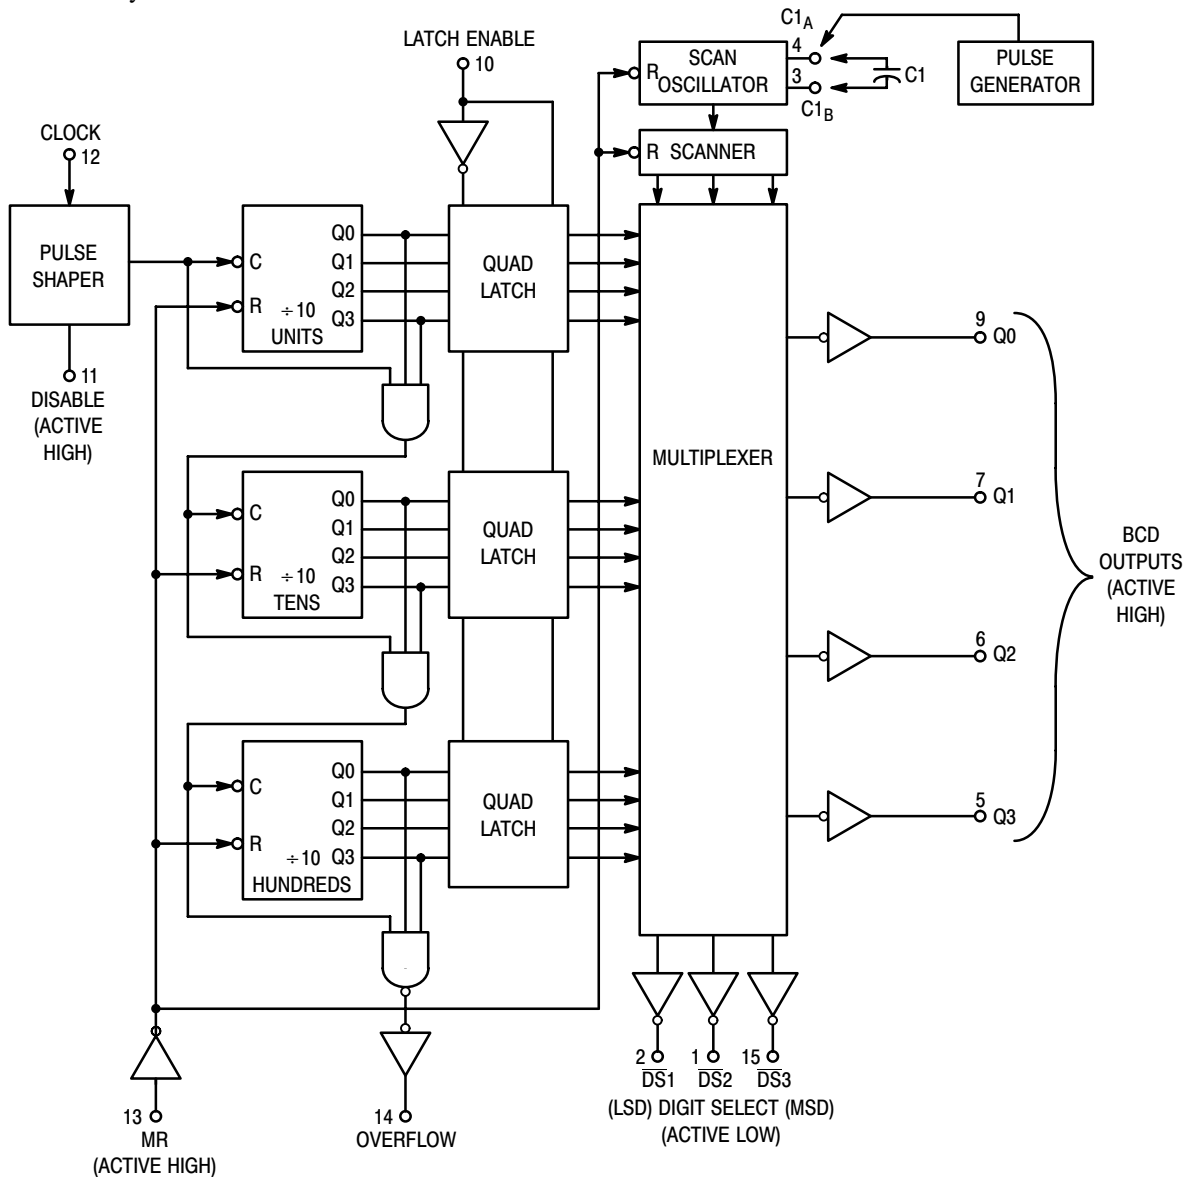 LATCH ENABLE
10
C1A
4
3
C1B
C1
R
SCAN
OSCILLATOR
PULSE
GENERATOR
CLOCK
12
R SCANNER
PULSE
SHAPER
C
R
÷10
UNITS
Q0
Q1
Q2
Q3
QUAD
LATCH
11
DISABLE
(ACTIVE
HIGH)
MULTIPLEXER
9
Q0
7
Q1
6
Q2
5
Q3
BCD
OUTPUTS
(ACTIVE
HIGH)
C
R
÷10
TENS
Q0
Q1
Q2
Q3
QUAD
LATCH
C
R
÷10
HUNDREDS
Q0
Q1
Q2
Q3
QUAD
LATCH
13
MR
(ACTIVE HIGH)
14
OVERFLOW
2
1
15
DS1
DS2
DS3
(LSD) DIGIT SELECT (MSD)
(ACTIVE LOW)